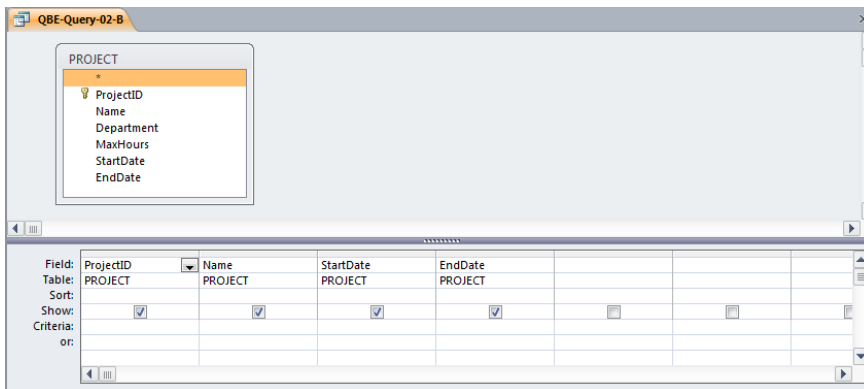 QBE-Query-02-B
PROJECT
*
ProjectID
Name
Department
MaxHours
StartDate
EndDate
Field: ProjectID Name StartDate EndDate
Table: PROJECT PROJECT PROJECT PROJECT
Sort:
Show:
Criteria:
or: